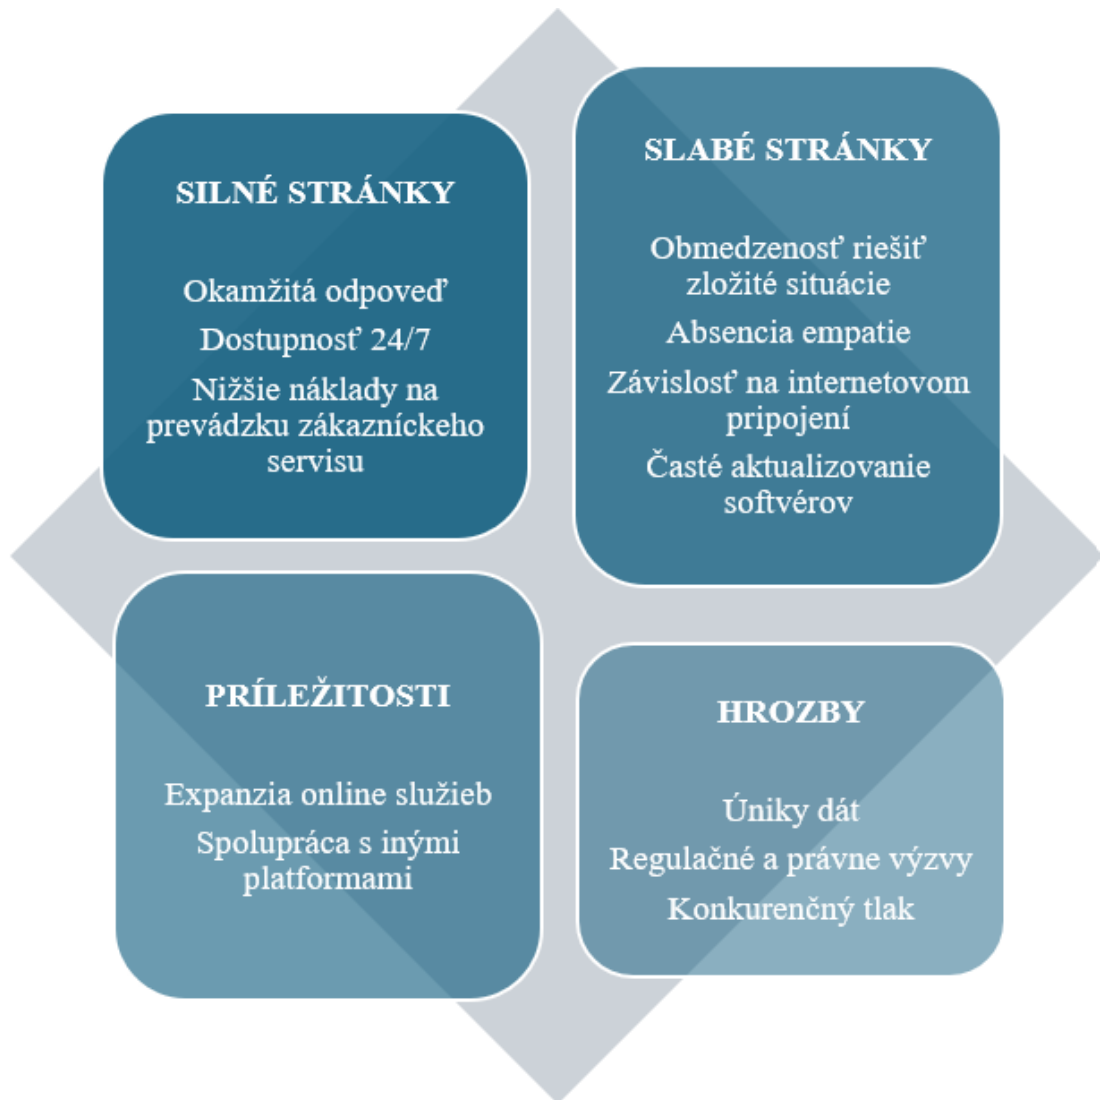 SILNÉ STRÁNKY
Okamžitá odpoveď
Dostupnosť 24/7
Nižšie náklady na
prevádzku zákazníckeho
servisu
SLABÉ STRÁNKY
Obmedzenosť riešiť
zložité situácie
Absencia empatie
Závislosť na internetovom
pripojení
Časté aktualizovanie
softvérov
PRÍLEŽITOSTI
Expanzia online služieb
Spolupráca s inými
platformami
HROZBY
Úniky dát
Regulačné a právne výzvy
Konkurenčný tlak